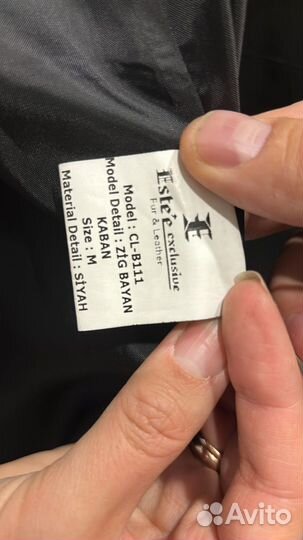 Este'e exclusive
Fur & Leather
Model : CL-B111
Model Detail : ZİG BAYAN
KABAN
Size : M
Material Detail : SİYAH
Avito